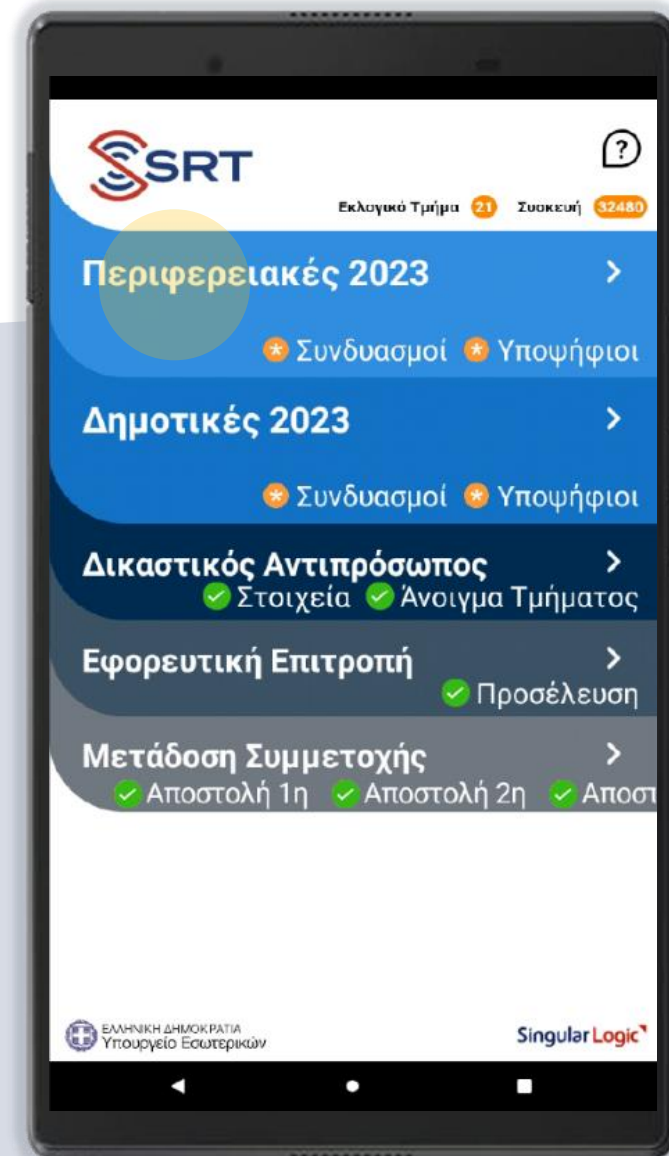 SRT
?
Εκλογικό Τμήμα 21 Συσκευή 32480
Περιφερειακές 2023
Συνδυασμοί Υποψήφιοι
Δημοτικές 2023
Συνδυασμοί Υποψήφιοι
Δικαστικός Αντιπρόσωπος
Στοιχεία Άνοιγμα Τμήματος
Εφορευτική Επιτροπή
Προσέλευση
Μετάδοση Συμμετοχής
Αποστολή 1η Αποστολή 2η Αποστ
ΕΛΛΗΝΙΚΗ ΔΗΜΟΚΡΑΤΙΑ
Υπουργείο Εσωτερικών
SingularLogic